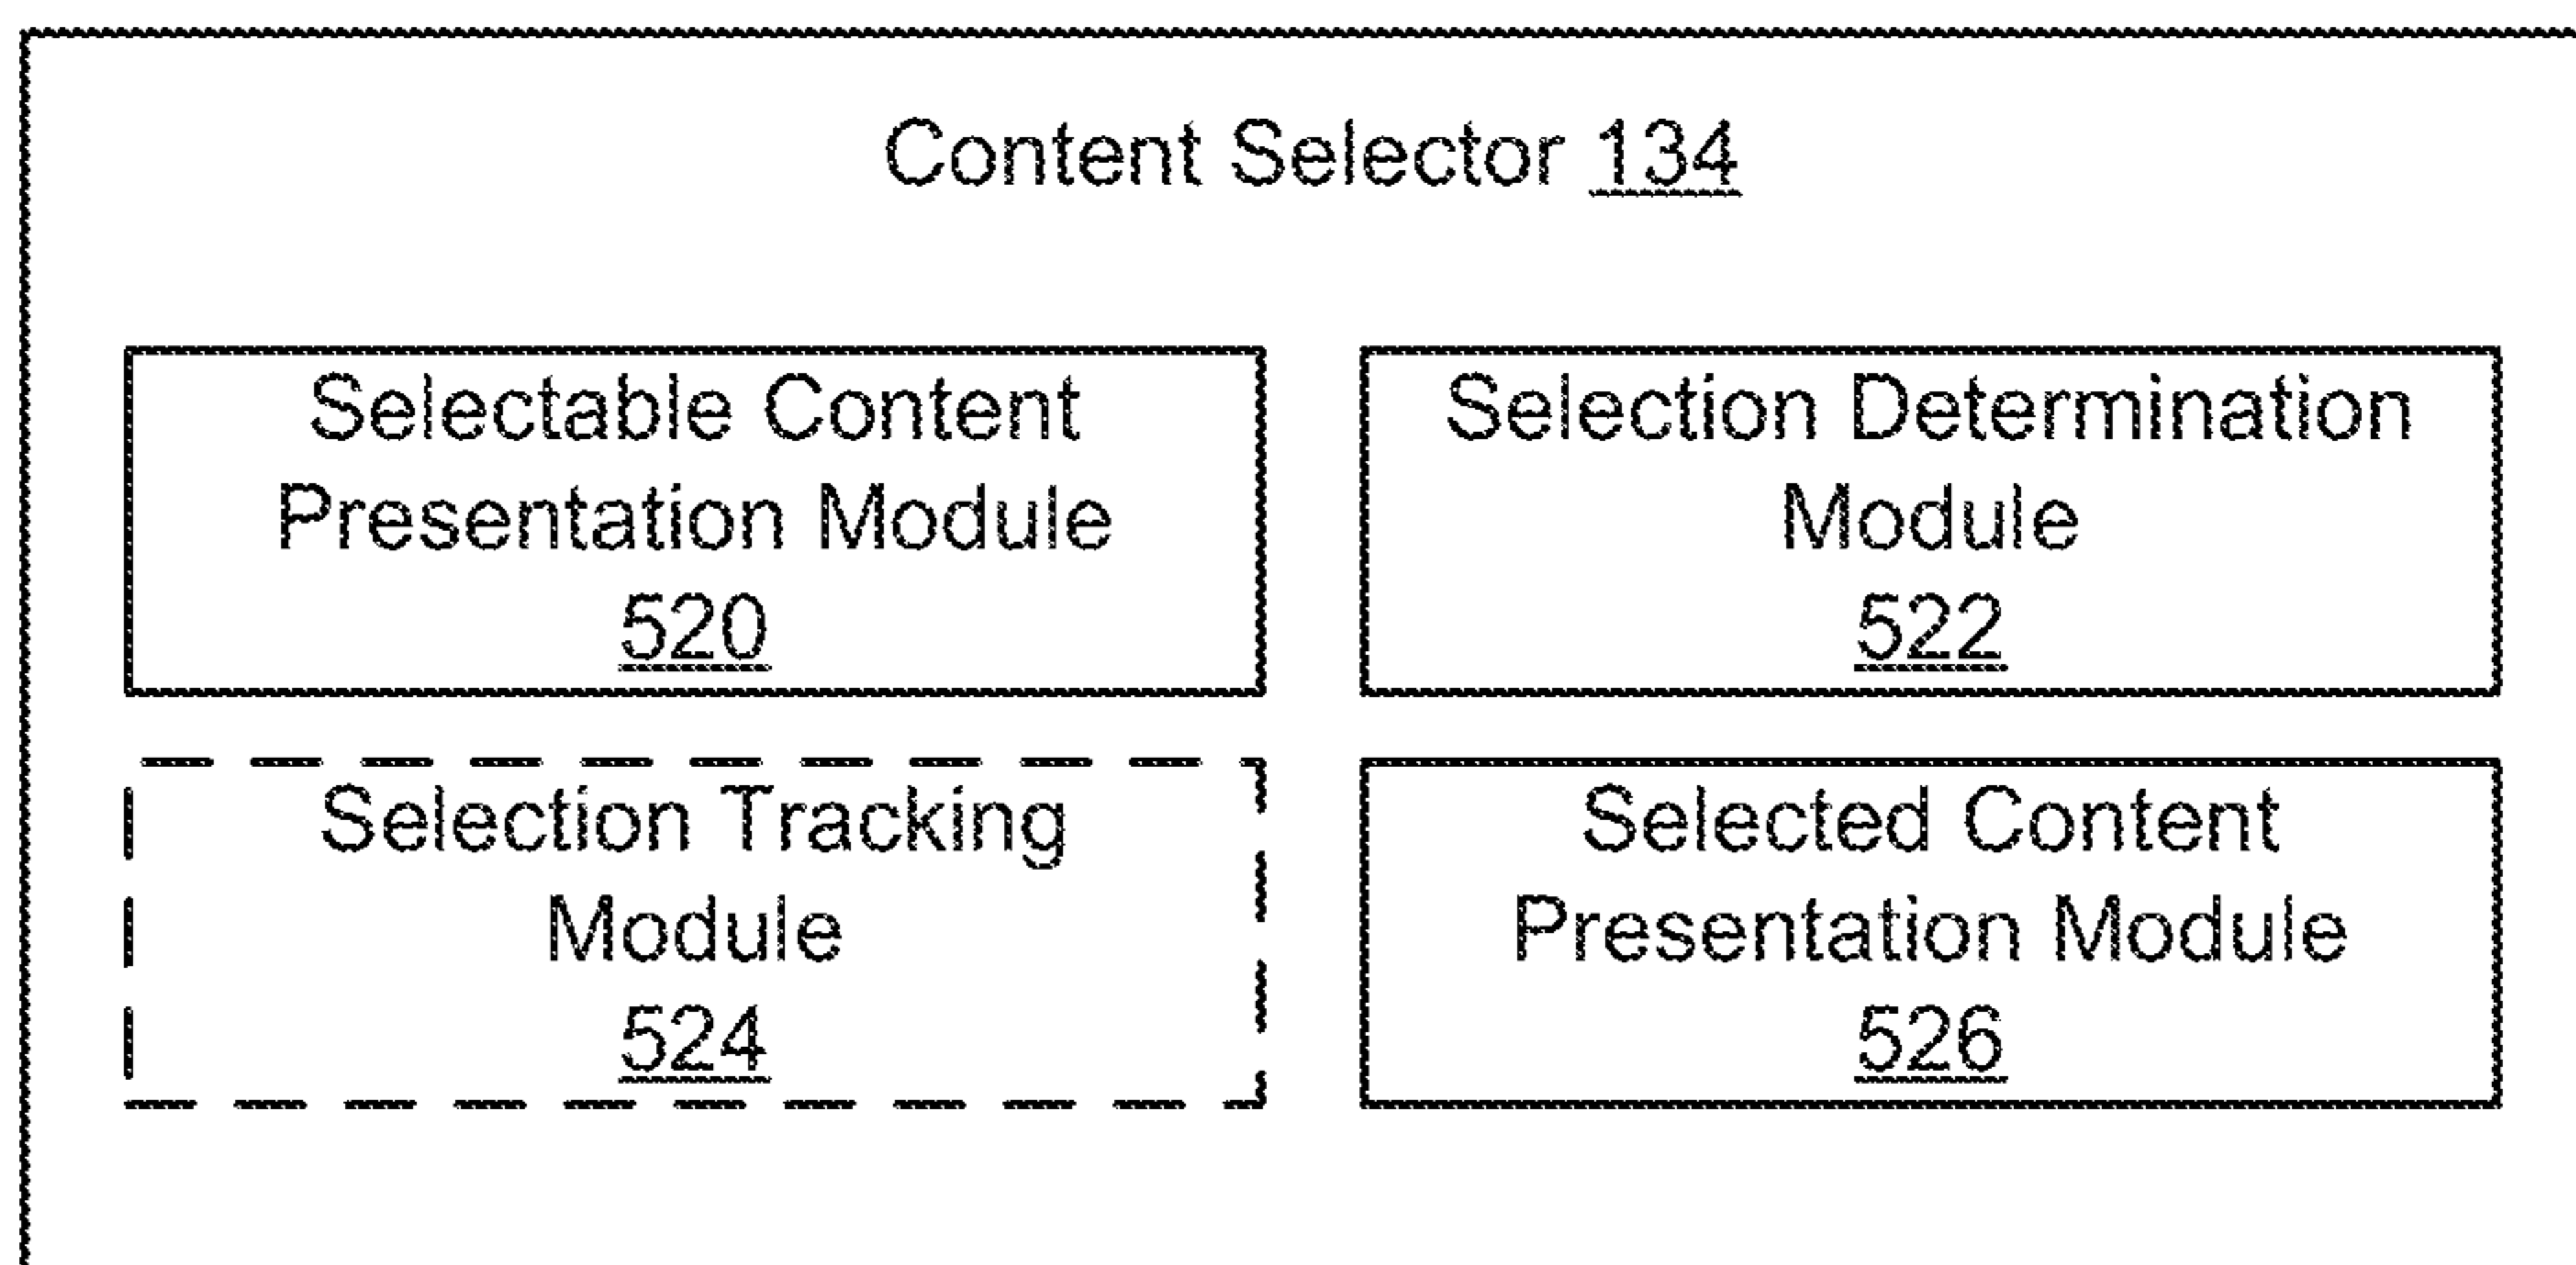 Content Selector 134
Selectable Content
Presentation Module
520
Selection Determination
Module
522
Selection Tracking
Module
524
Selected Content
Presentation Module
526